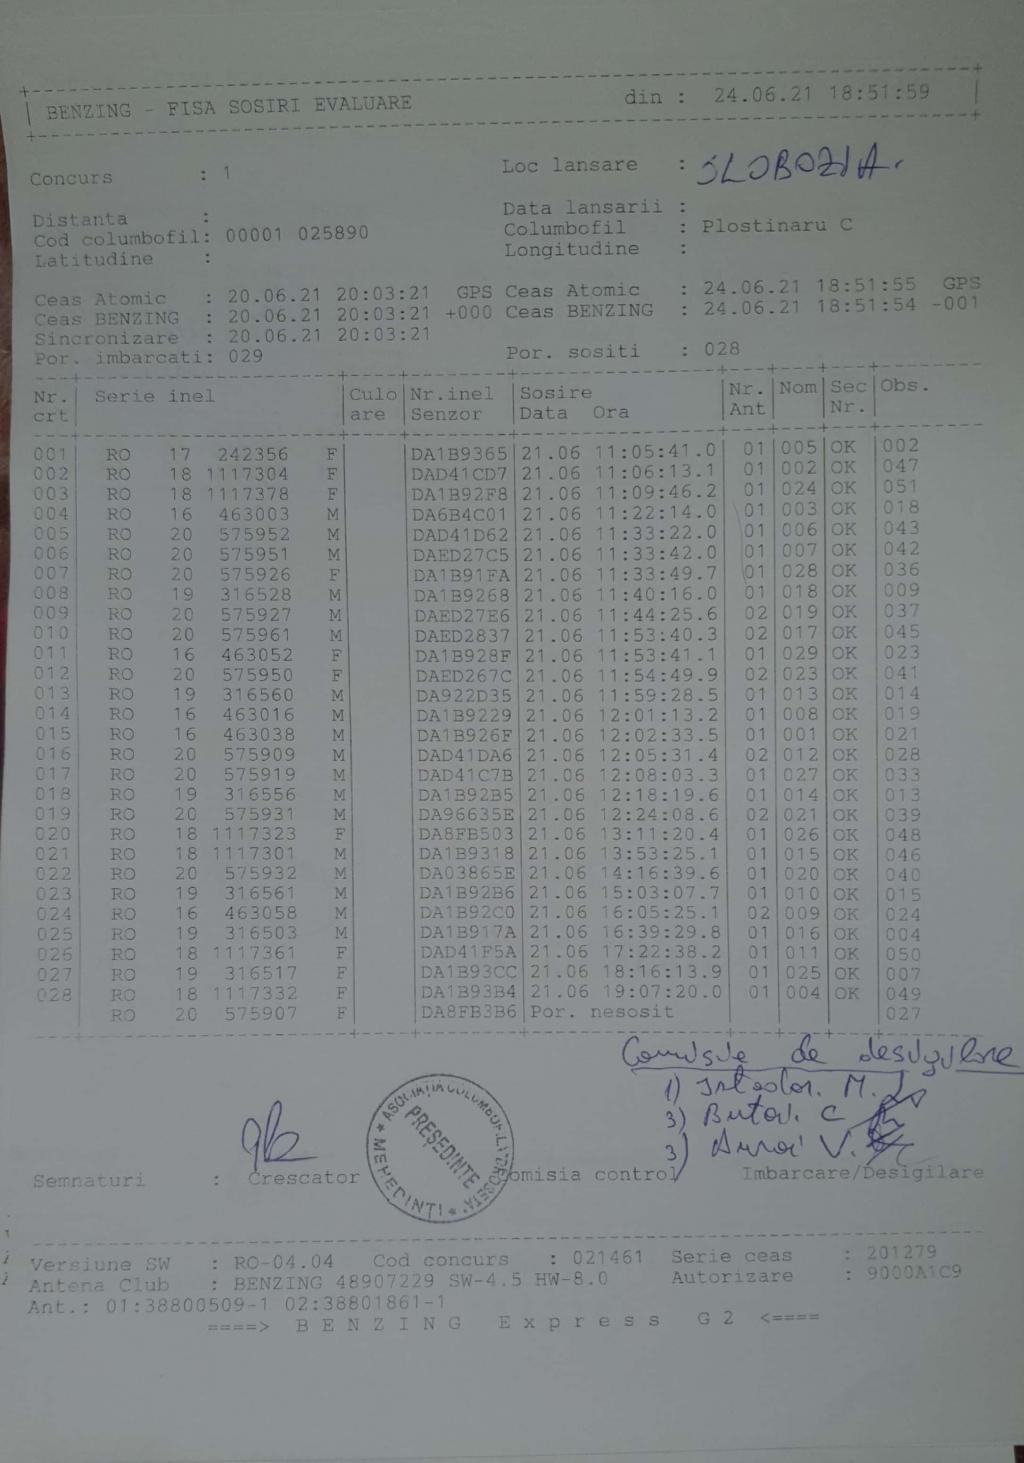 BENZING - FISA SOSIRI EVALUARE din : 24.06.21 18:51:59
Concurs : 1 Loc lansare : SLOBOZIA.
Distanta : Data lansarii :
Cod columbofil: 00001 025890 Columbofil : Plostinaru C
Latitudine : Longitudine :
Ceas Atomic : 20.06.21 20:03:21 GPS Ceas Atomic : 24.06.21 18:51:55 GPS
Ceas BENZING : 20.06.21 20:03:21 +000 Ceas BENZING : 24.06.21 18:51:54 -001
Sincronizare : 20.06.21 20:03:21
Por. imbarcati: 029 Por. sositi : 028
Nr. Serie inel Culo Nr.inel Sosire Nr. Nom Sec Obs.
crt are Senzor Data Ora Ant Nr.
001 RO 17 242356 F DA1B9365 21.06 11:05:41.0 01 005 OK 002
002 RO 18 1117304 F DAD41CD7 21.06 11:06:13.1 01 002 OK 047
003 RO 18 1117378 F DA1B92F8 21.06 11:09:46.2 01 024 OK 051
004 RO 16 463003 M DA6B4C01 21.06 11:22:14.0 01 003 OK 018
005 RO 20 575952 M DAD41D62 21.06 11:33:22.0 01 006 OK 043
006 RO 20 575951 M DAED27C5 21.06 11:33:42.0 01 007 OK 042
007 RO 20 575926 F DA1B91FA 21.06 11:33:49.7 01 028 OK 036
008 RO 19 316528 M DA1B9268 21.06 11:40:16.0 01 018 OK 009
009 RO 20 575927 M DAED27E6 21.06 11:44:25.6 02 019 OK 037
010 RO 20 575961 M DAED2837 21.06 11:53:40.3 02 017 OK 045
011 RO 16 463052 F DA1B928F 21.06 11:53:41.1 01 029 OK 023
012 RO 20 575950 F DAED267C 21.06 11:54:49.9 02 023 OK 041
013 RO 19 316560 M DA922D35 21.06 11:59:28.5 01 013 OK 014
014 RO 16 463016 M DA1B9229 21.06 12:01:13.2 01 008 OK 019
015 RO 16 463038 M DA1B926F 21.06 12:02:33.5 01 001 OK 021
016 RO 20 575909 M DAD41DA6 21.06 12:05:31.4 02 012 OK 028
017 RO 20 575919 M DAD41C7B 21.06 12:08:03.3 01 027 OK 033
018 RO 19 316556 M DA1B92B5 21.06 12:18:19.6 01 014 OK 013
019 RO 20 575931 M DA96635E 21.06 12:24:08.6 02 021 OK 039
020 RO 18 1117323 F DA8FB503 21.06 13:11:20.4 01 026 OK 048
021 RO 18 1117301 M DA1B9318 21.06 13:53:25.1 01 015 OK 046
022 RO 20 575932 M DA03865E 21.06 14:16:39.6 01 020 OK 040
023 RO 19 316561 M DA1B92B6 21.06 15:03:07.7 01 010 OK 015
024 RO 16 463058 M DA1B92C0 21.06 16:05:25.1 02 009 OK 024
025 RO 19 316503 M DA1B917A 21.06 16:39:29.8 01 016 OK 004
026 RO 18 1117361 F DAD41F5A 21.06 17:22:38.2 01 011 OK 050
027 RO 19 316517 F DA1B93CC 21.06 18:16:13.9 01 025 OK 007
028 RO 18 1117332 F DA1B93B4 21.06 19:07:20.0 01 004 OK 049
RO 20 575907 F DA8FB3B6 Por. nesosit 027
Comisie de
1) M.
3) C
3) V.
PREȘEDINTE
MEHEDINȚI
Semnaturi : Crescator Comisia control Imbarcare/Desigilare
Versiune SW : RO-04.04 Cod concurs : 021461 Serie ceas : 201279
Antena Club : BENZING 48907229 SW-4.5 HW-8.0 Autorizare : 9000A1C9
Ant.: 01:38800509-1 02:38801861-1
====> B E N Z I N G E x p r e s s G 2 <====